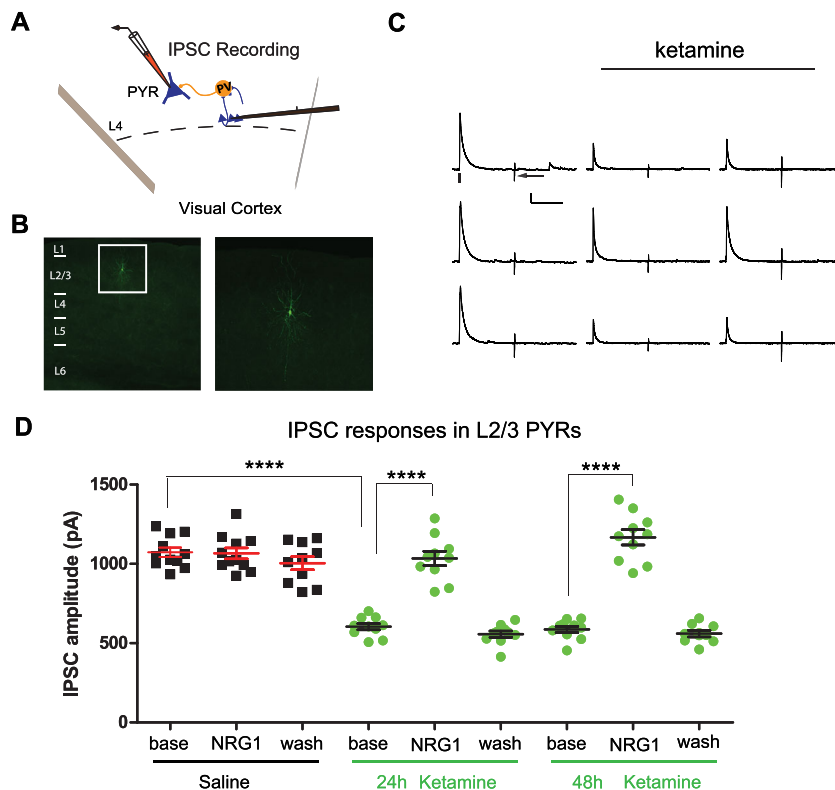 A
IPSC Recording
PYR
PV
L4
Visual Cortex
B
L1
L2/3
L4
L5
L6
C
ketamine
D
IPSC responses in L2/3 PYRs
****
****
****
IPSC amplitude (pA)
1500
1000
500
0
base NRG1 wash base NRG1 wash base NRG1 wash
Saline 24h Ketamine 48h Ketamine